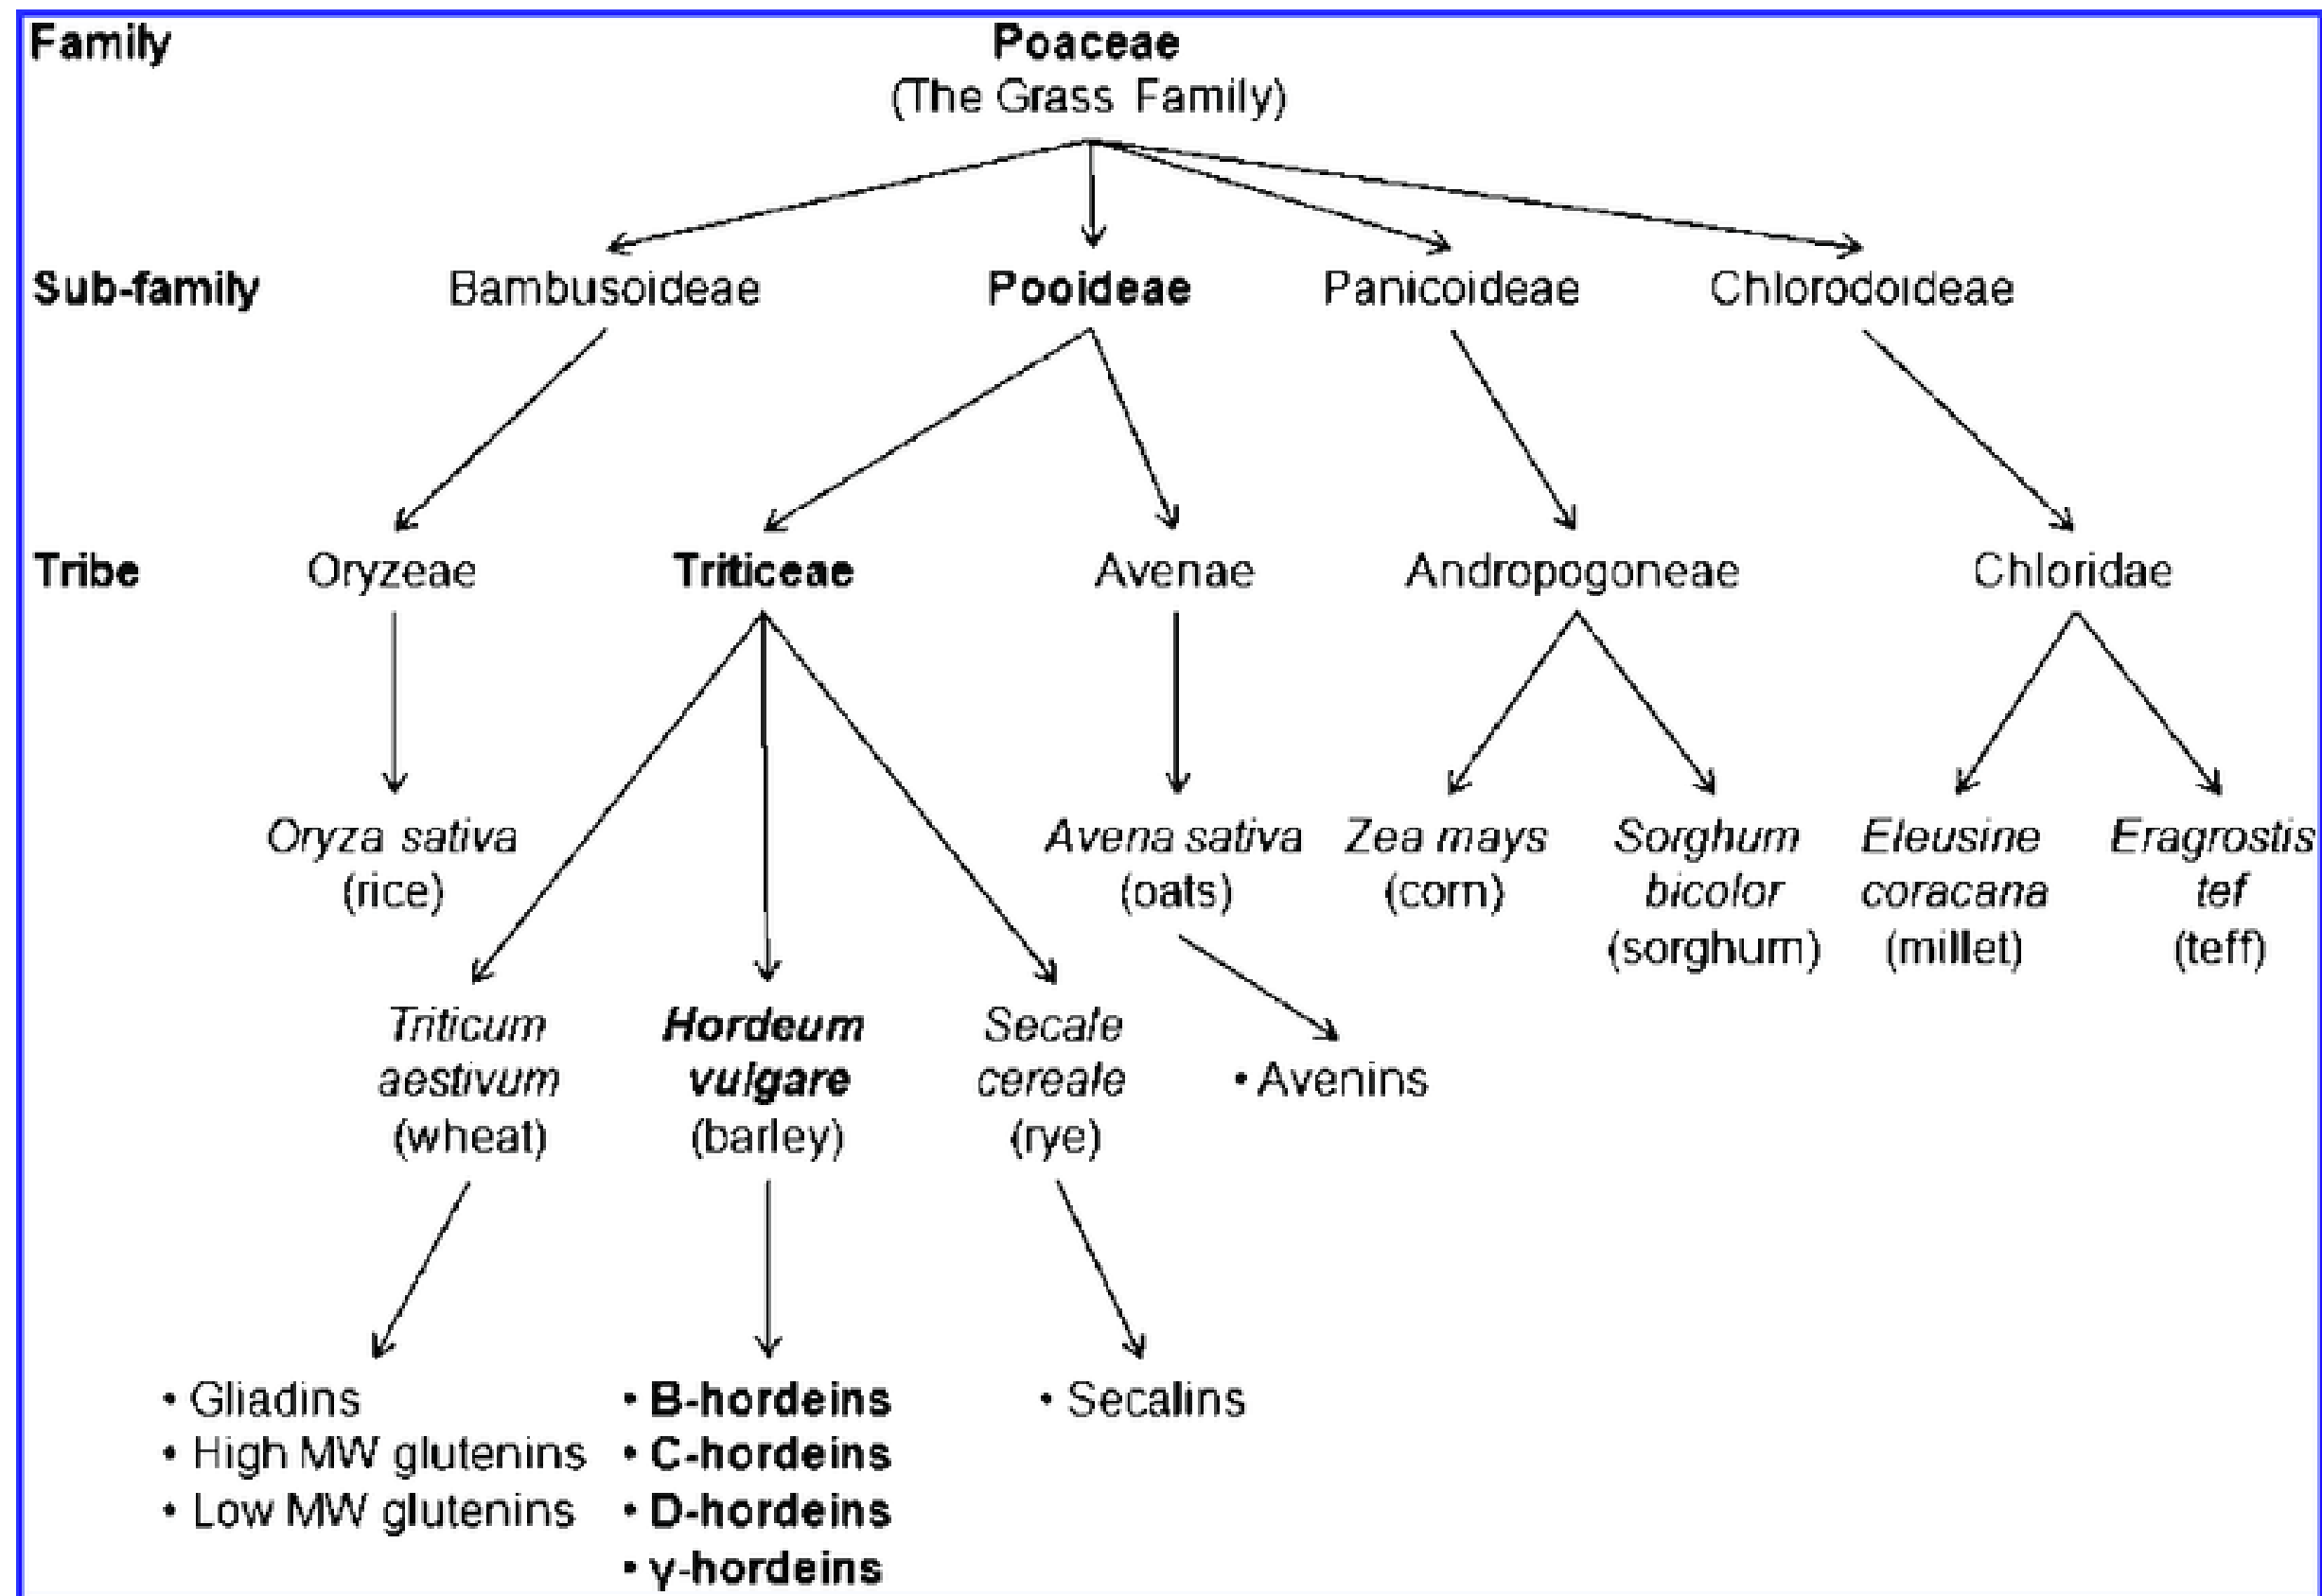 Family
Poaceae
(The Grass Family)
Sub-family
Bambusoideae
Pooideae
Panicoideae
Chlorodoideae
Tribe
Oryzeae
Triticeae
Avenae
Andropogoneae
Chloridae
Oryza sativa
(rice)
Avena sativa
(oats)
Zea mays
(corn)
Sorghum
bicolor
(sorghum)
Eleusine
coracana
(millet)
Eragrostis
tef
(teff)
Triticum
aestivum
(wheat)
Hordeum
vulgare
(barley)
Secale
cereale
(rye)
• Avenins
• Gliadins
• High MW glutenins
• Low MW glutenins
• B-hordeins
• C-hordeins
• D-hordeins
• γ-hordeins
• Secalins